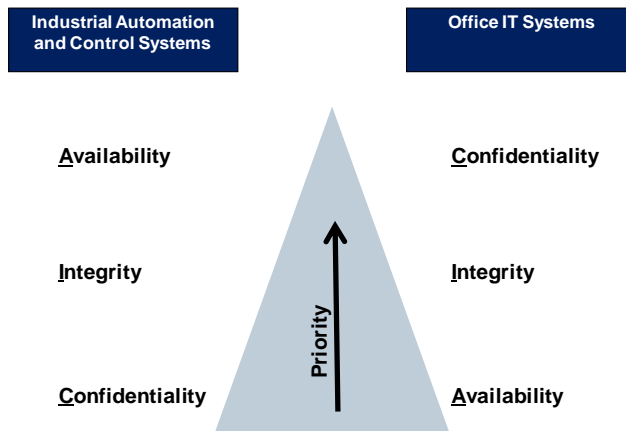 Industrial Automation
and Control Systems
Office IT Systems
Availability
Confidentiality
Integrity
Integrity
Priority
Confidentiality
Availability